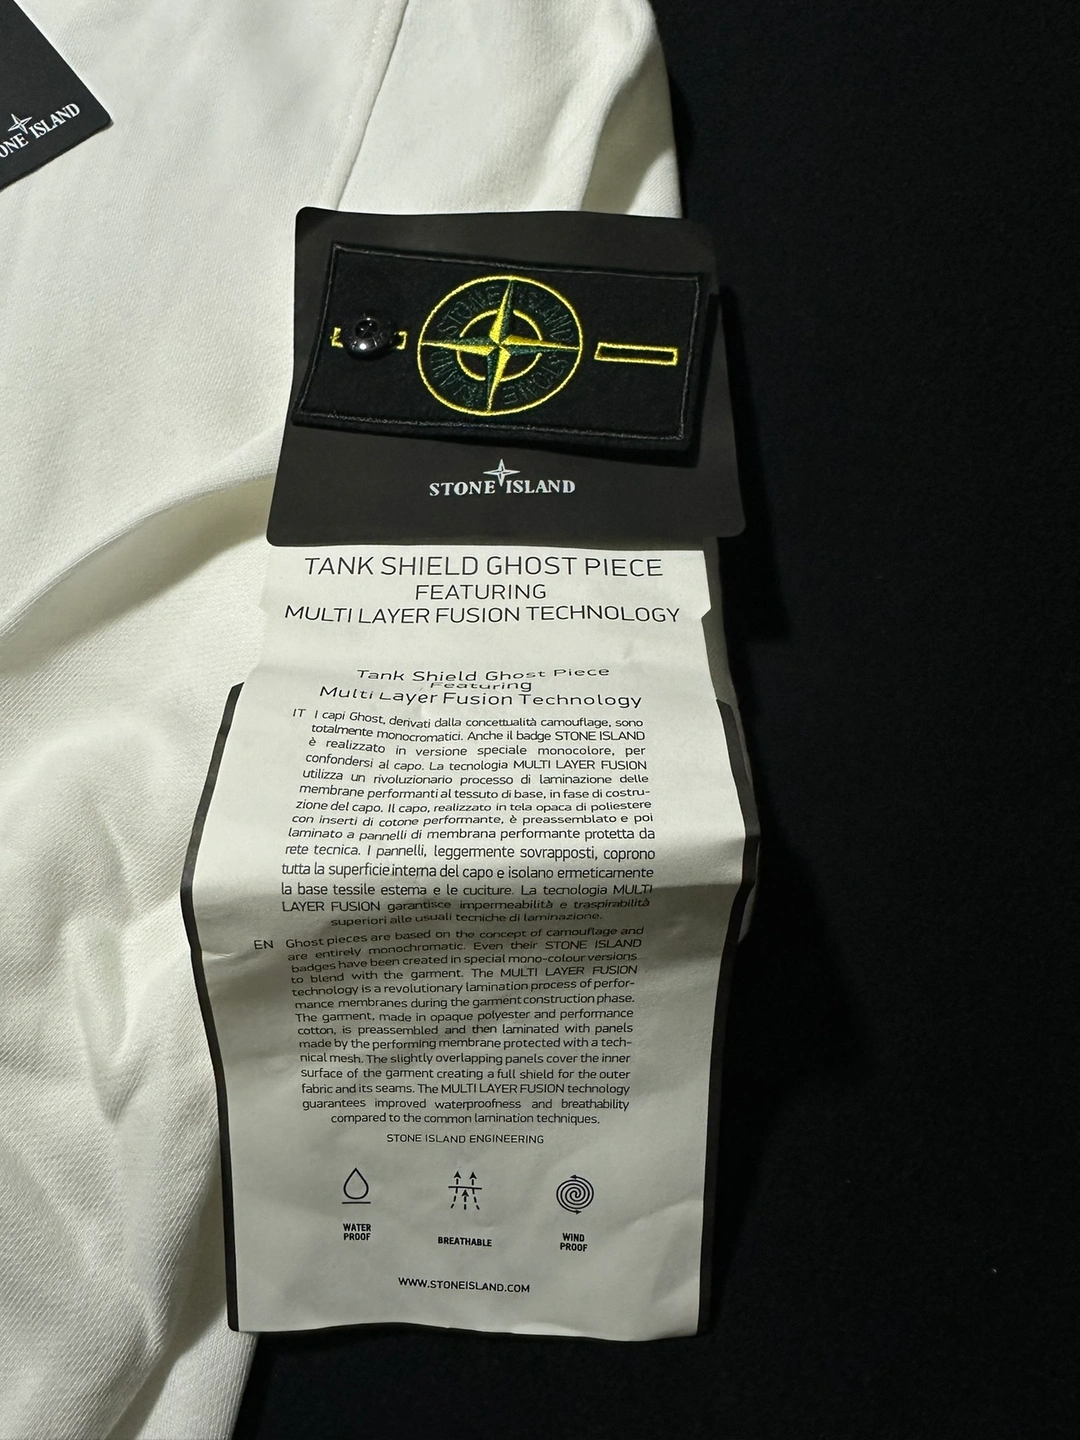 ONE ISLAND
STONE ISLAND
STONE ISLAND
STONE ISLAND
TANK SHIELD GHOST PIECE
FEATURING
MULTI LAYER FUSION TECHNOLOGY
Tank Shield Ghost Piece
Featuring
Multi Layer Fusion Technology
IT I capi Ghost, derivati dalla concettualità camouflage, sono
totalmente monocromatici. Anche il badge STONE ISLAND
è realizzato in versione speciale monocolore, per
confondersi al capo. La tecnologia MULTI LAYER FUSION
utilizza un rivoluzionario processo di laminazione delle
membrane performanti al tessuto di base, in fase di costru-
zione del capo. Il capo, realizzato in tela opaca di poliestere
con inserti di cotone performante, è preassemblato e poi
laminato a pannelli di membrana performante protetta da
rete tecnica. I pannelli, leggermente sovrapposti, coprono
tutta la superficie interna del capo e isolano ermeticamente
la base tessile esterna e le cuciture. La tecnologia MULTI
LAYER FUSION garantisce impermeabilità e traspirabilità
superiori alle usuali tecniche di laminazione.
EN Ghost pieces are based on the concept of camouflage and
are entirely monochromatic. Even their STONE ISLAND
badges have been created in special mono-colour versions
to blend with the garment. The MULTI LAYER FUSION
technology is a revolutionary lamination process of perfor-
mance membranes during the garment construction phase.
The garment, made in opaque polyester and performance
cotton, is preassembled and then laminated with panels
made by the performing membrane protected with a tech-
nical mesh. The slightly overlapping panels cover the inner
surface of the garment creating a full shield for the outer
fabric and its seams. The MULTI LAYER FUSION technology
guarantees improved waterproofness and breathability
compared to the common lamination techniques.
STONE ISLAND ENGINEERING
WATER
PROOF
BREATHABLE
WIND
PROOF
WWW.STONEISLAND.COM